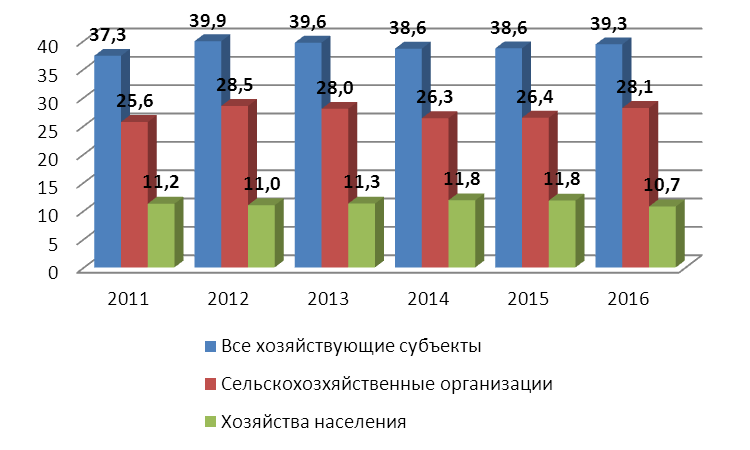 37,3 39,9 39,6 38,6 38,6 39,3
40
35
25,6 28,5 28,0 26,3 26,4 28,1
30
25
20
11,2 11,0 11,3 11,8 11,8 10,7
15
10
5
0
2011 2012 2013 2014 2015 2016
Все хозяйствующие субъекты
Сельскохозхяйственные организации
Хозяйства населения